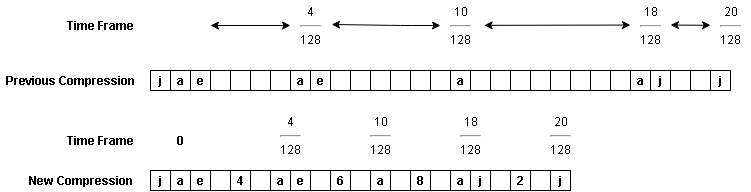 Time Frame 4/128 10/128 18/128 20/128
Previous Compression j a e a e a a j j
Time Frame 0 4/128 10/128 18/128 20/128
New Compression j a e 4 a e 6 a 8 a j 2 j